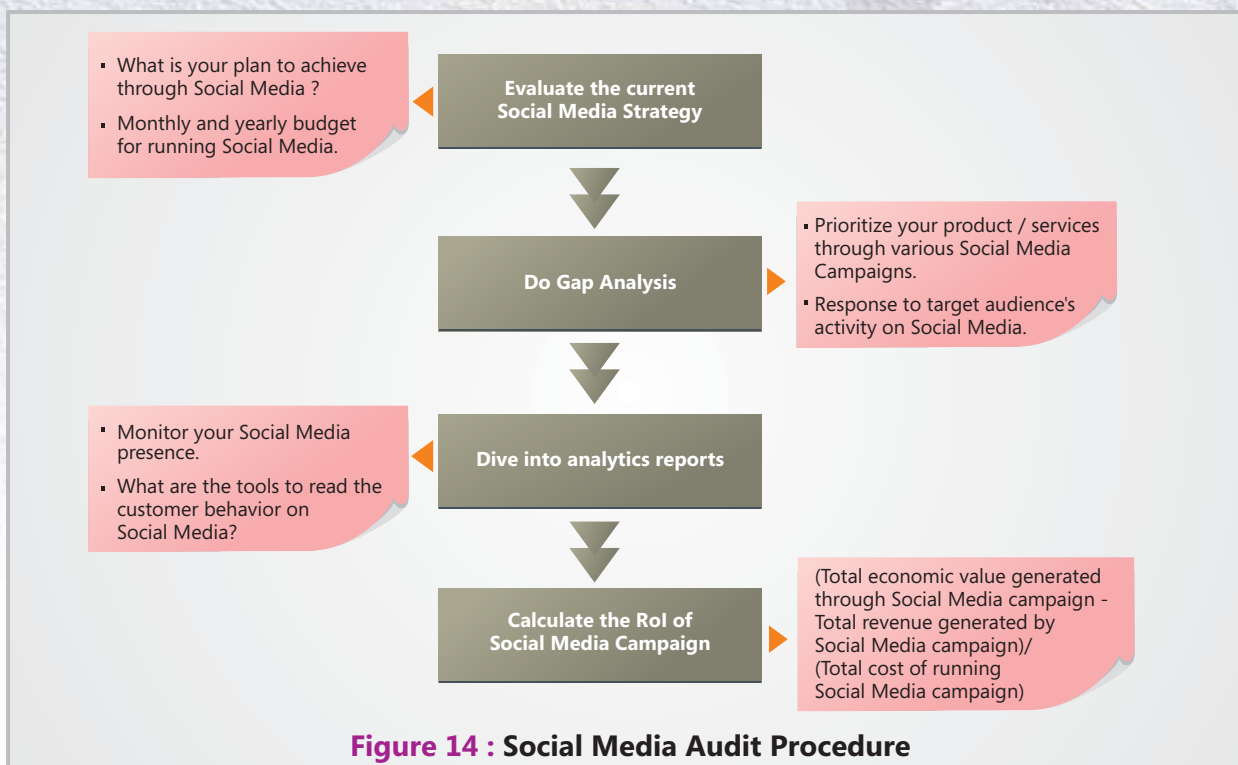 ▪ What is your plan to achieve
through Social Media ?
▪ Monthly and yearly budget
for running Social Media.
Evaluate the current
Social Media Strategy
Do Gap Analysis
▪ Prioritize your product / services
through various Social Media
Campaigns.
▪ Response to target audience's
activity on Social Media.
▪ Monitor your Social Media
presence.
▪ What are the tools to read the
customer behavior on
Social Media?
Dive into analytics reports
Calculate the RoI of
Social Media Campaign
(Total economic value generated
through Social Media campaign -
Total revenue generated by
Social Media campaign)/
(Total cost of running
Social Media campaign)
Figure 14 : Social Media Audit Procedure